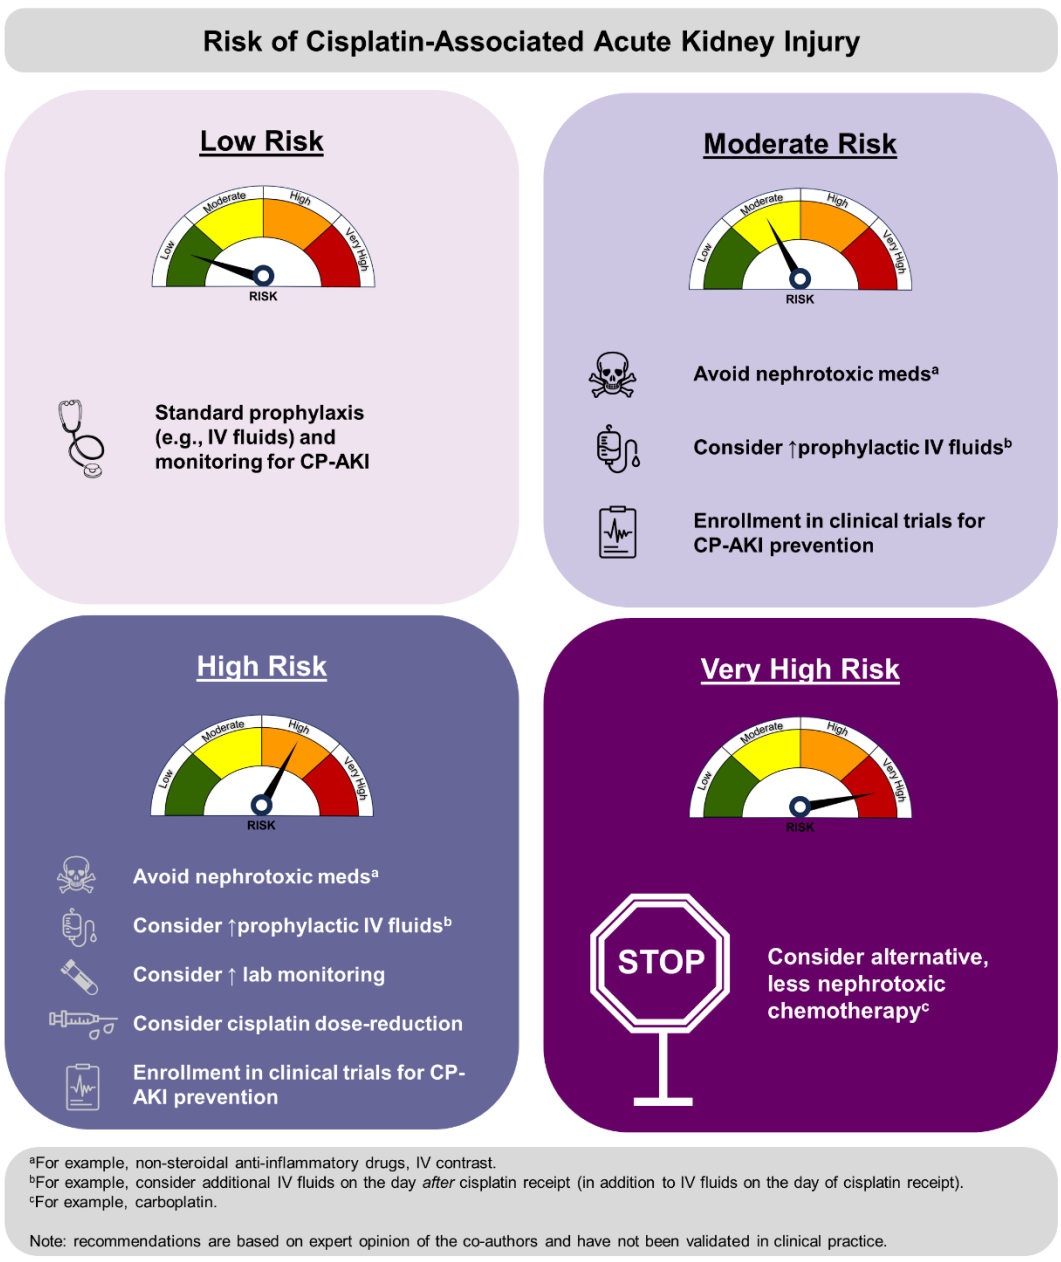 Risk of Cisplatin-Associated Acute Kidney Injury
Low Risk
Low
Moderate
High
Very High
RISK
Standard prophylaxis
(e.g., IV fluids) and
monitoring for CP-AKI
Moderate Risk
Low
Moderate
High
Very High
RISK
Avoid nephrotoxic medsᵃ
Consider ↑prophylactic IV fluidsᵇ
Enrollment in clinical trials for
CP-AKI prevention
High Risk
Low
Moderate
High
Very High
RISK
Avoid nephrotoxic medsᵃ
Consider ↑prophylactic IV fluidsᵇ
Consider ↑ lab monitoring
Consider cisplatin dose-reduction
Enrollment in clinical trials for CP-
AKI prevention
Very High Risk
Low
Moderate
High
Very High
RISK
STOP
Consider alternative,
less nephrotoxic
chemotherapyᶜ
ᵃFor example, non-steroidal anti-inflammatory drugs, IV contrast.
ᵇFor example, consider additional IV fluids on the day after cisplatin receipt (in addition to IV fluids on the day of cisplatin receipt).
ᶜFor example, carboplatin.
Note: recommendations are based on expert opinion of the co-authors and have not been validated in clinical practice.